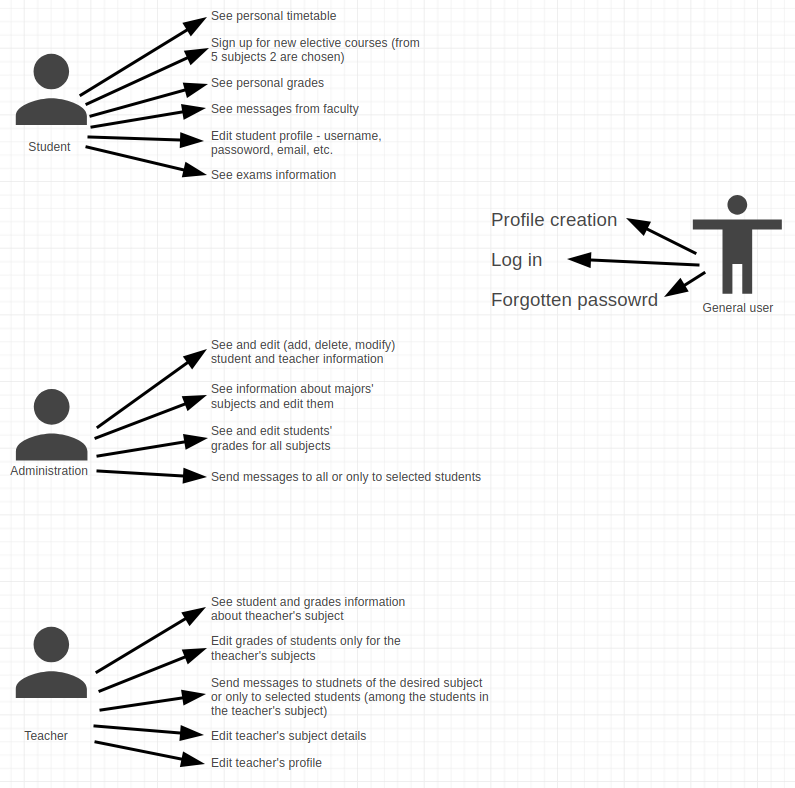 See personal timetable
Sign up for new elective courses (from
5 subjects 2 are chosen)
See personal grades
See messages from faculty
Edit student profile - username,
passoword, email, etc.
See exams information
Student
Profile creation
Log in
Forgotten passowrd
General user
See and edit (add, delete, modify)
student and teacher information
See information about majors'
subjects and edit them
See and edit students'
grades for all subjects
Send messages to all or only to selected students
Administration
See student and grades information
about theacher's subject
Edit grades of students only for the
theacher's subjects
Send messages to studnets of the desired subject
or only to selected students (among the students in
the teacher's subject)
Edit teacher's subject details
Edit teacher's profile
Teacher